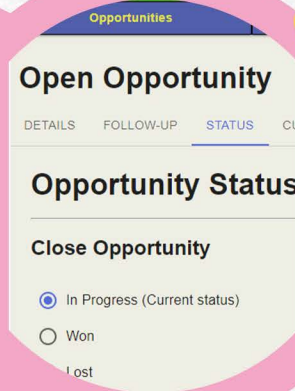 Opportunities
Open Opportunity
DETAILS FOLLOW-UP STATUS
Opportunity Status
Close Opportunity
In Progress (Current status)
Won
Lost